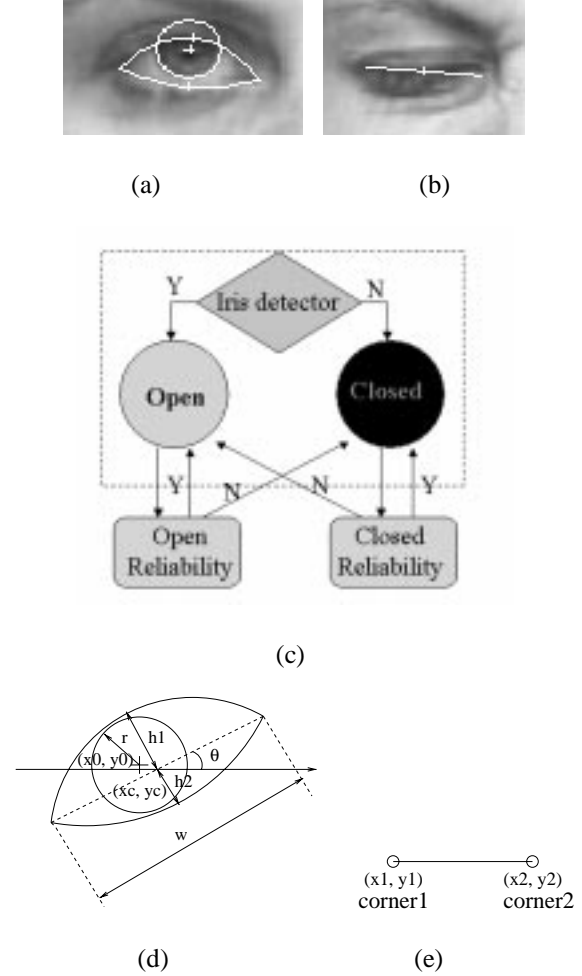 (a) (b)
Y Iris detector N
Open Closed
Y N N Y
Open Closed
Reliability Reliability
(c)
r h1
(x0, y0) θ
(xc, yc) h2
w
(x1, y1) (x2, y2)
corner1 corner2
(d) (e)